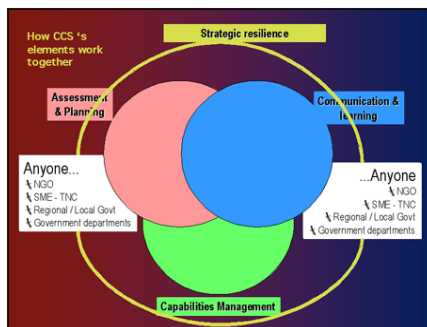 How CCS 's
elements work
together
Strategic resilience
Assessment
& Planning
Communication &
learning
Anyone
NGO
SME - TNC
Regional / Local Govt
Government departments
...Anyone
NGO
SME - TNC
Regional / Local Govt
Government departments
Capabilities Management